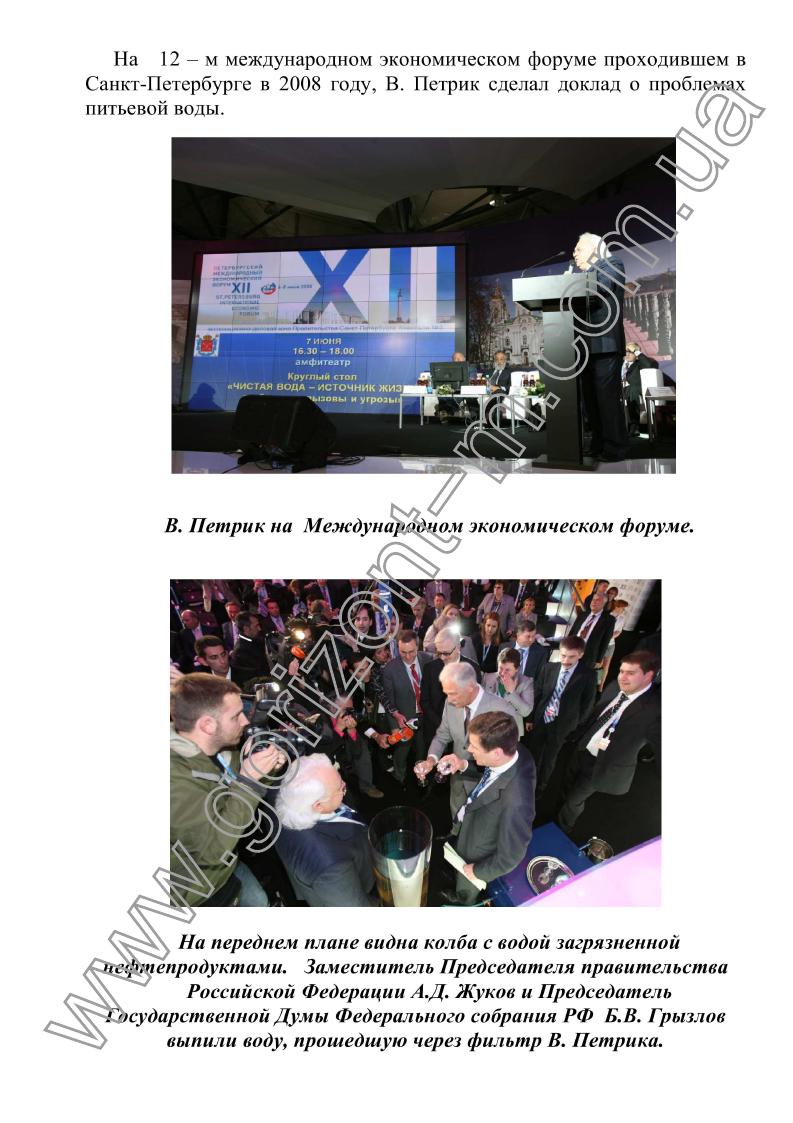 На 12 – м международном экономическом форуме проходившем в
Санкт-Петербурге в 2008 году, В. Петрик сделал доклад о проблемах
питьевой воды.
ПЕТЕРБУРГСКИЙ
МЕЖДУНАРОДНЫЙ
ЭКОНОМИЧЕСКИЙ
ФОРУМ XII
ST.PETERSBURG
INTERNATIONAL
ECONOMIC
FORUM
XII
7 ИЮНЯ
16.30 – 18.00
амфитеатр
Круглый стол
«ЧИСТАЯ ВОДА – ИСТОЧНИК ЖИЗ
вызовы и угрозы
В. Петрик на Международном экономическом форуме.
На переднем плане видна колба с водой загрязненной
нефтепродуктами. Заместитель Председателя правительства
Российской Федерации А.Д. Жуков и Председатель
Государственной Думы Федерального собрания РФ Б.В. Грызлов
выпили воду, прошедшую через фильтр В. Петрика.
www.gorizont-m.com.ua